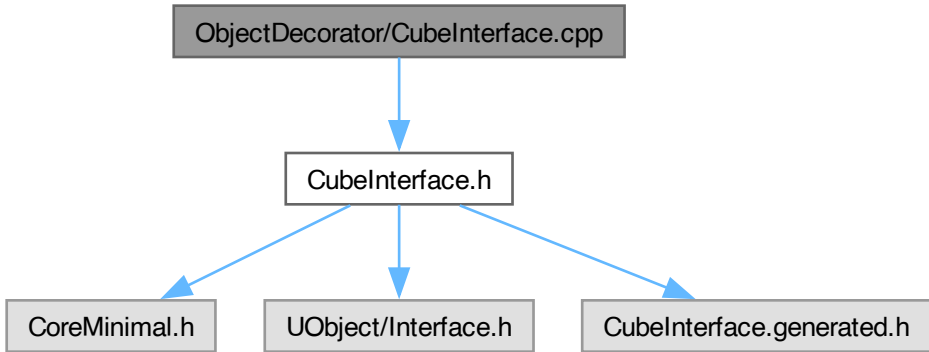 ObjectDecorator/CubeInterface.cpp
CubeInterface.h
CoreMinimal.h
UObject/Interface.h
CubeInterface.generated.h